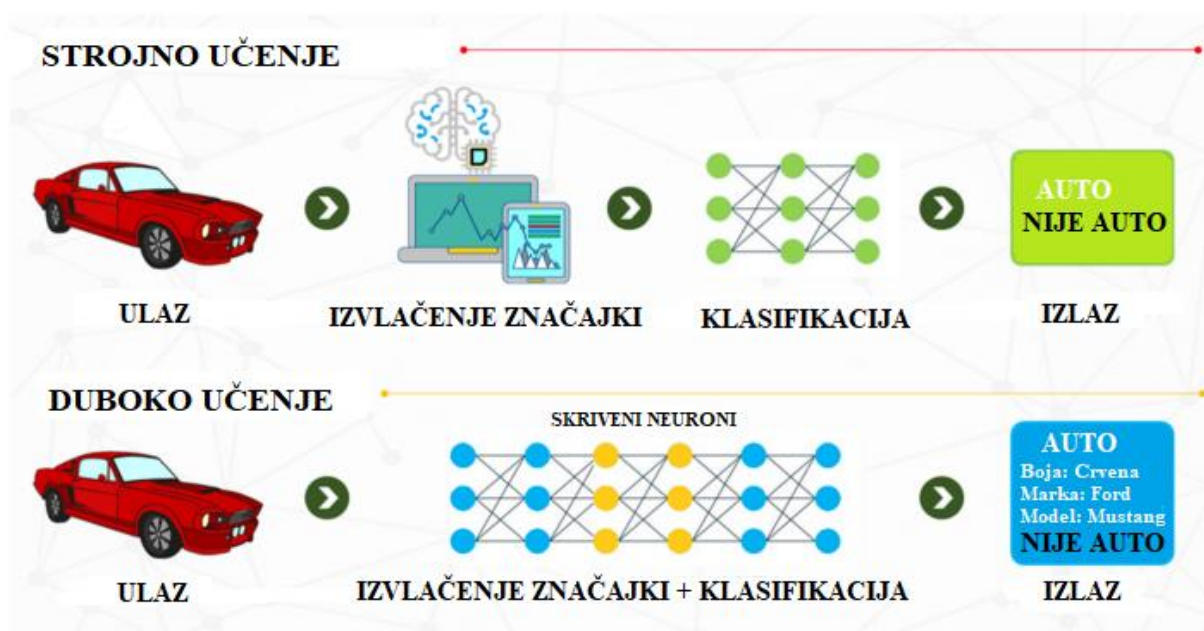 STROJNO UČENJE
AUTO
NIJE AUTO
ULAZ
IZVLAČENJE ZNAČAJKI
KLASIFIKACIJA
IZLAZ
DUBOKO UČENJE
SKRIVENI NEURONI
AUTO
Boja: Crvena
Marka: Ford
Model: Mustang
NIJE AUTO
ULAZ
IZVLAČENJE ZNAČAJKI + KLASIFIKACIJA
IZLAZ